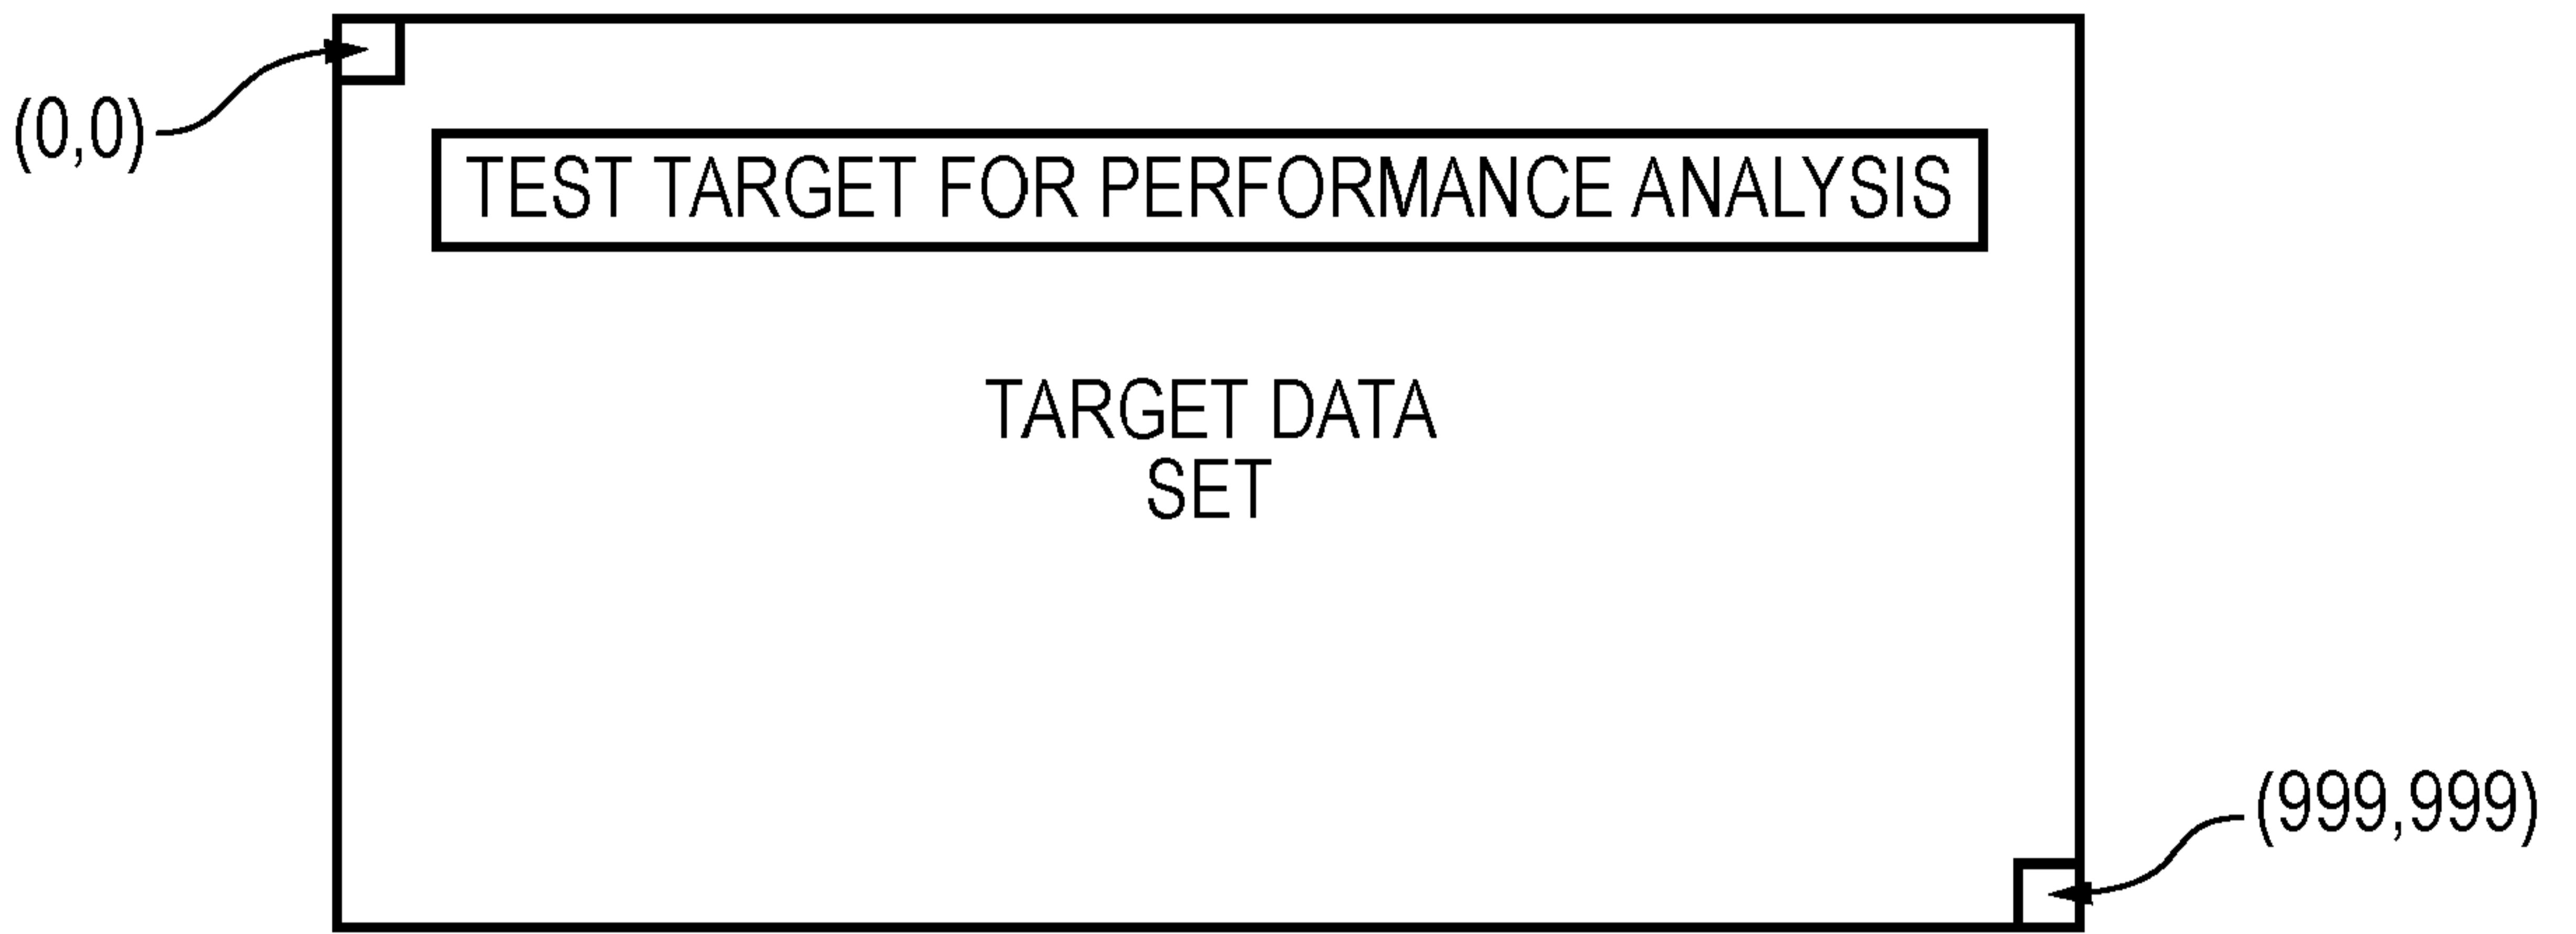 (0,0)
TEST TARGET FOR PERFORMANCE ANALYSIS
TARGET DATA
SET
(999,999)